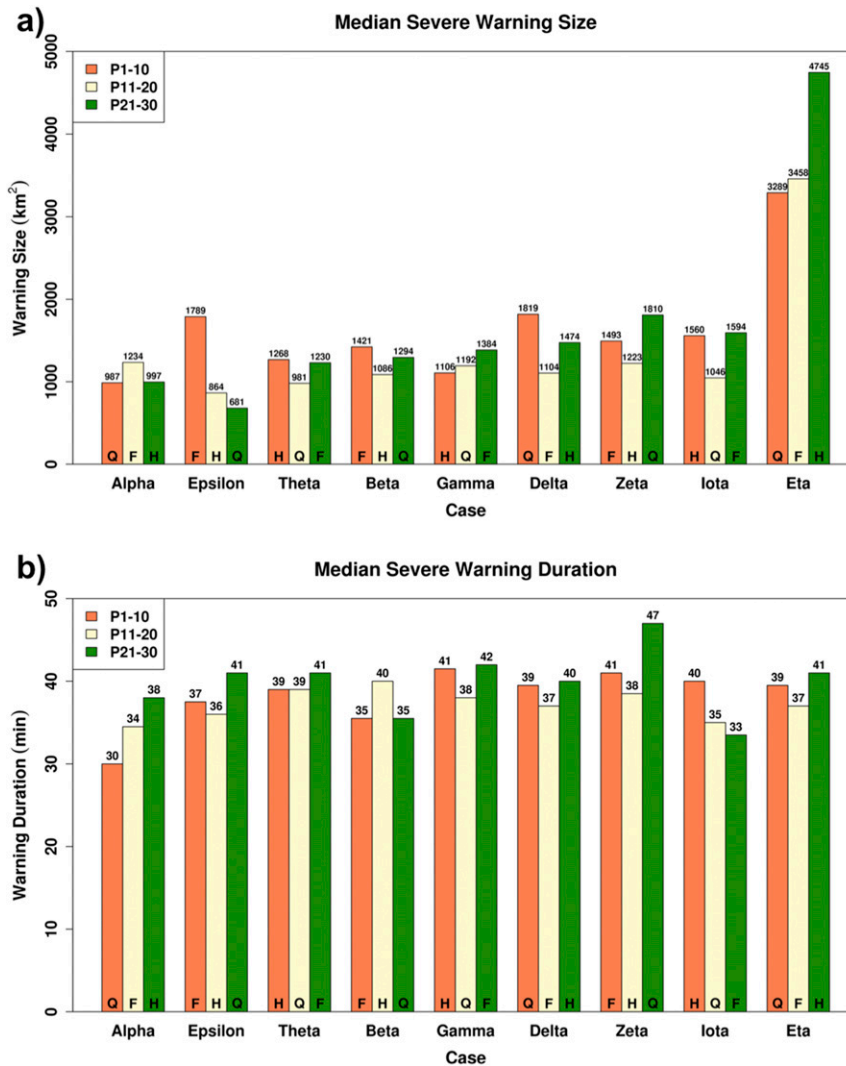 a)
Median Severe Warning Size
P1-10
P11-20
P21-30
Warning Size (km²)
5000
4000
3000
2000
1000
0
987 1234 997
1789 864 681
1268 981 1230
1421 1086 1294
1106 1192 1384
1819 1104 1474
1493 1223 1810
1560 1046 1594
3289 3458 4745
Q F H F H Q H Q F F H Q H Q F Q F H F H Q H Q F Q F H
Alpha Epsilon Theta Beta Gamma Delta Zeta Iota Eta
Case
b)
Median Severe Warning Duration
P1-10
P11-20
P21-30
Warning Duration (min)
50
40
30
20
10
0
30 34 38
37 36 41
39 39 41
35 40 35
41 38 42
39 37 40
41 38 47
40 35 33
39 37 41
Q F H F H Q H Q F F H Q H Q F Q F H F H Q H Q F Q F H
Alpha Epsilon Theta Beta Gamma Delta Zeta Iota Eta
Case